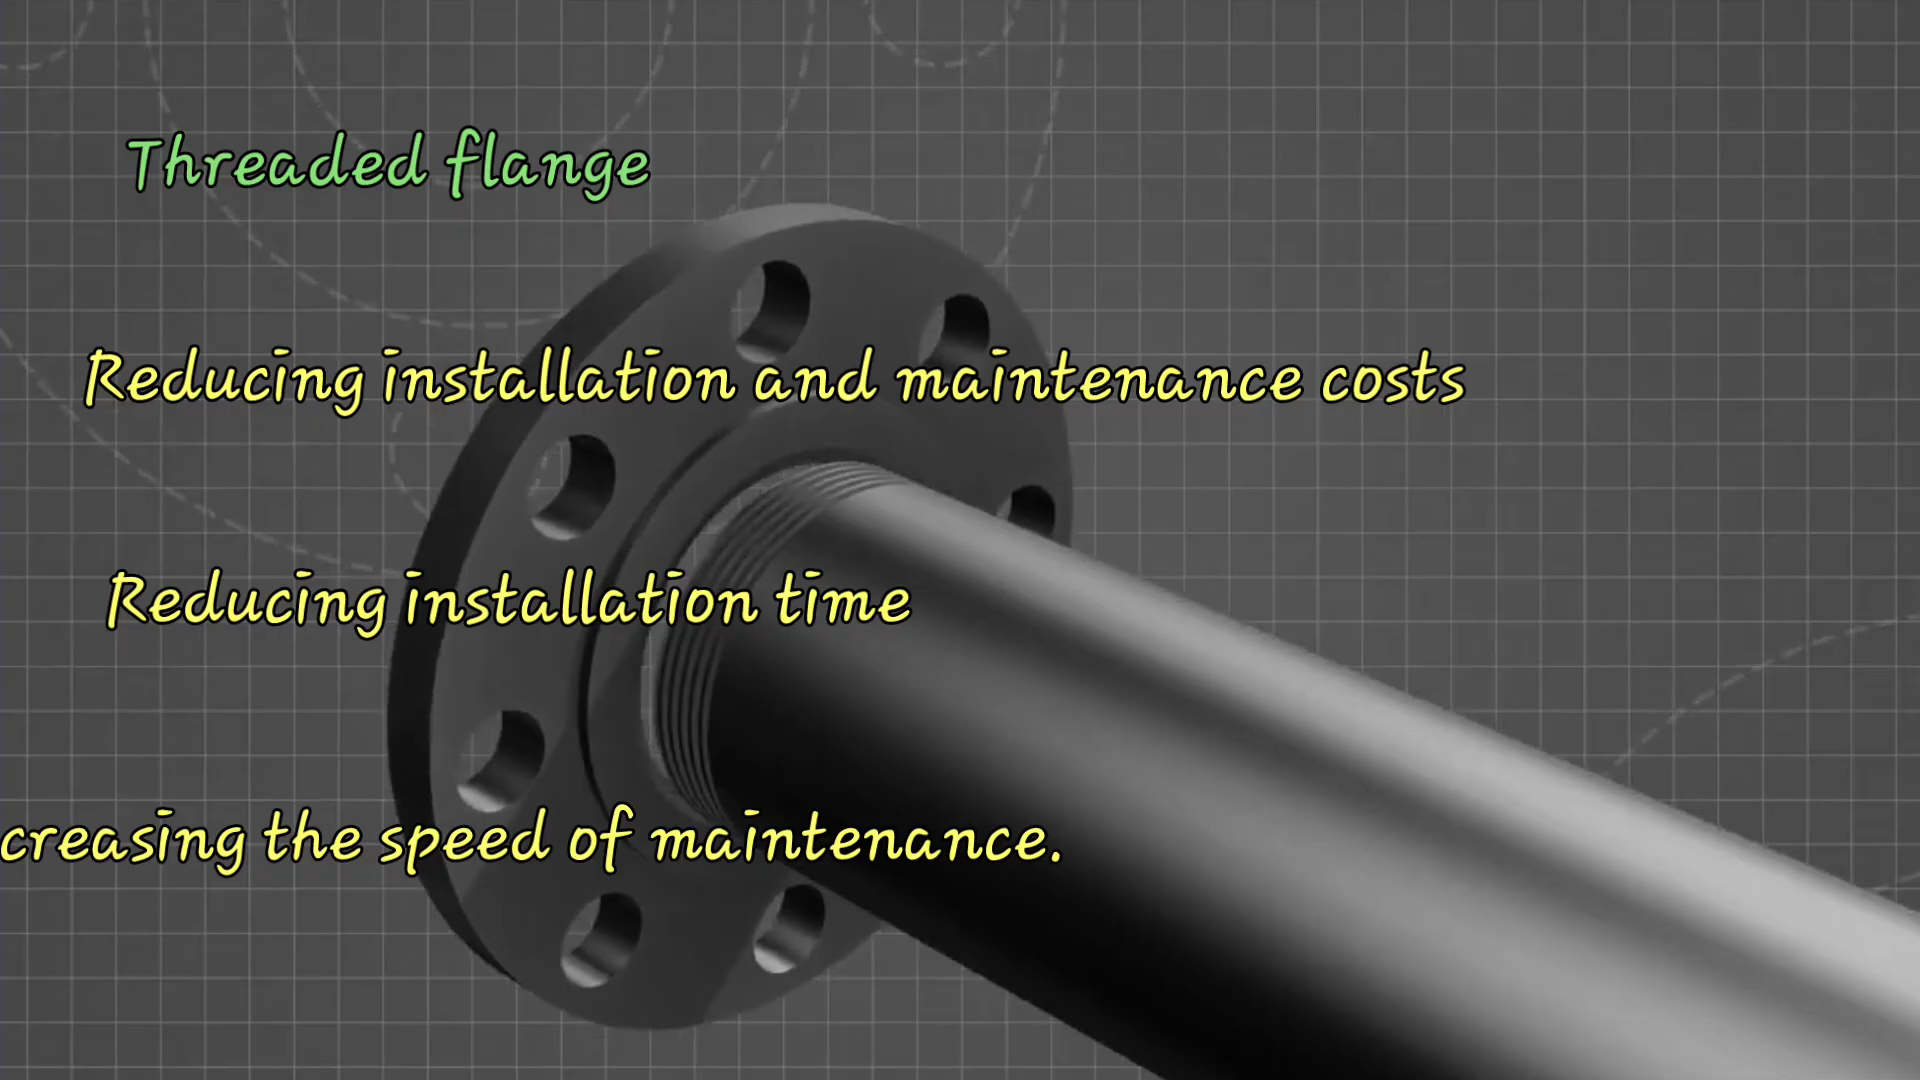 Threaded flange
Reducing installation and maintenance costs
Reducing installation time
creasing the speed of maintenance.